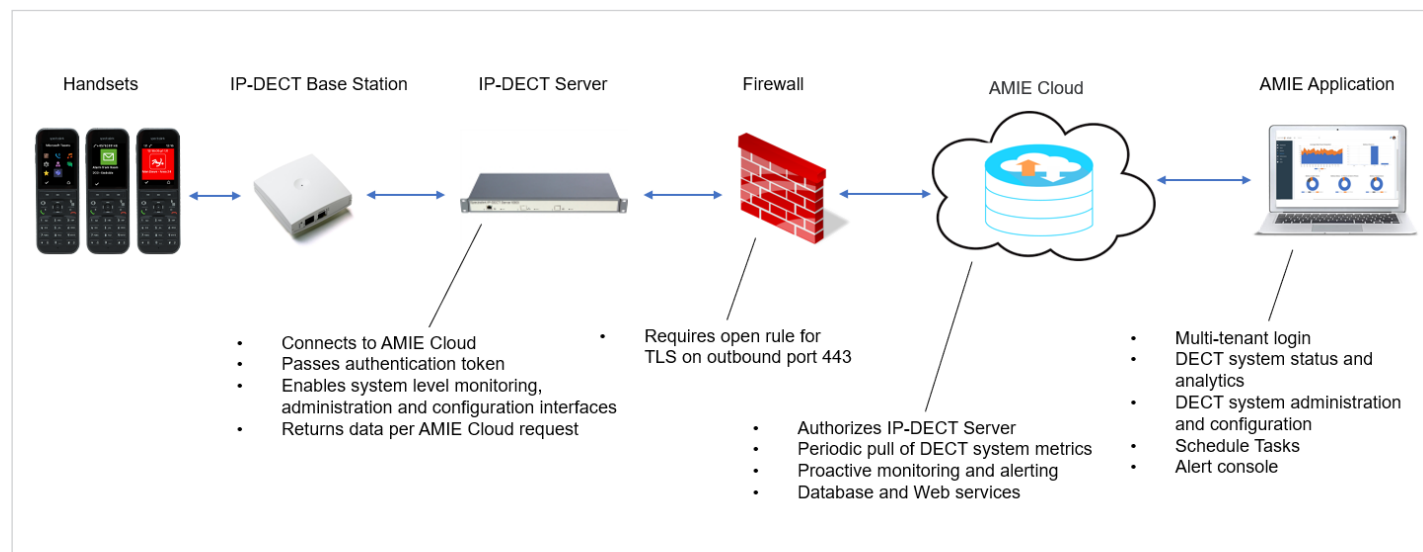 Handsets
IP-DECT Base Station
IP-DECT Server
Firewall
AMIE Cloud
AMIE Application
• Connects to AMIE Cloud
• Passes authentication token
• Enables system level monitoring,
administration and configuration interfaces
• Returns data per AMIE Cloud request
• Requires open rule for
TLS on outbound port 443
• Authorizes IP-DECT Server
• Periodic pull of DECT system metrics
• Proactive monitoring and alerting
• Database and Web services
• Multi-tenant login
• DECT system status and
analytics
• DECT system administration
and configuration
• Schedule Tasks
• Alert console